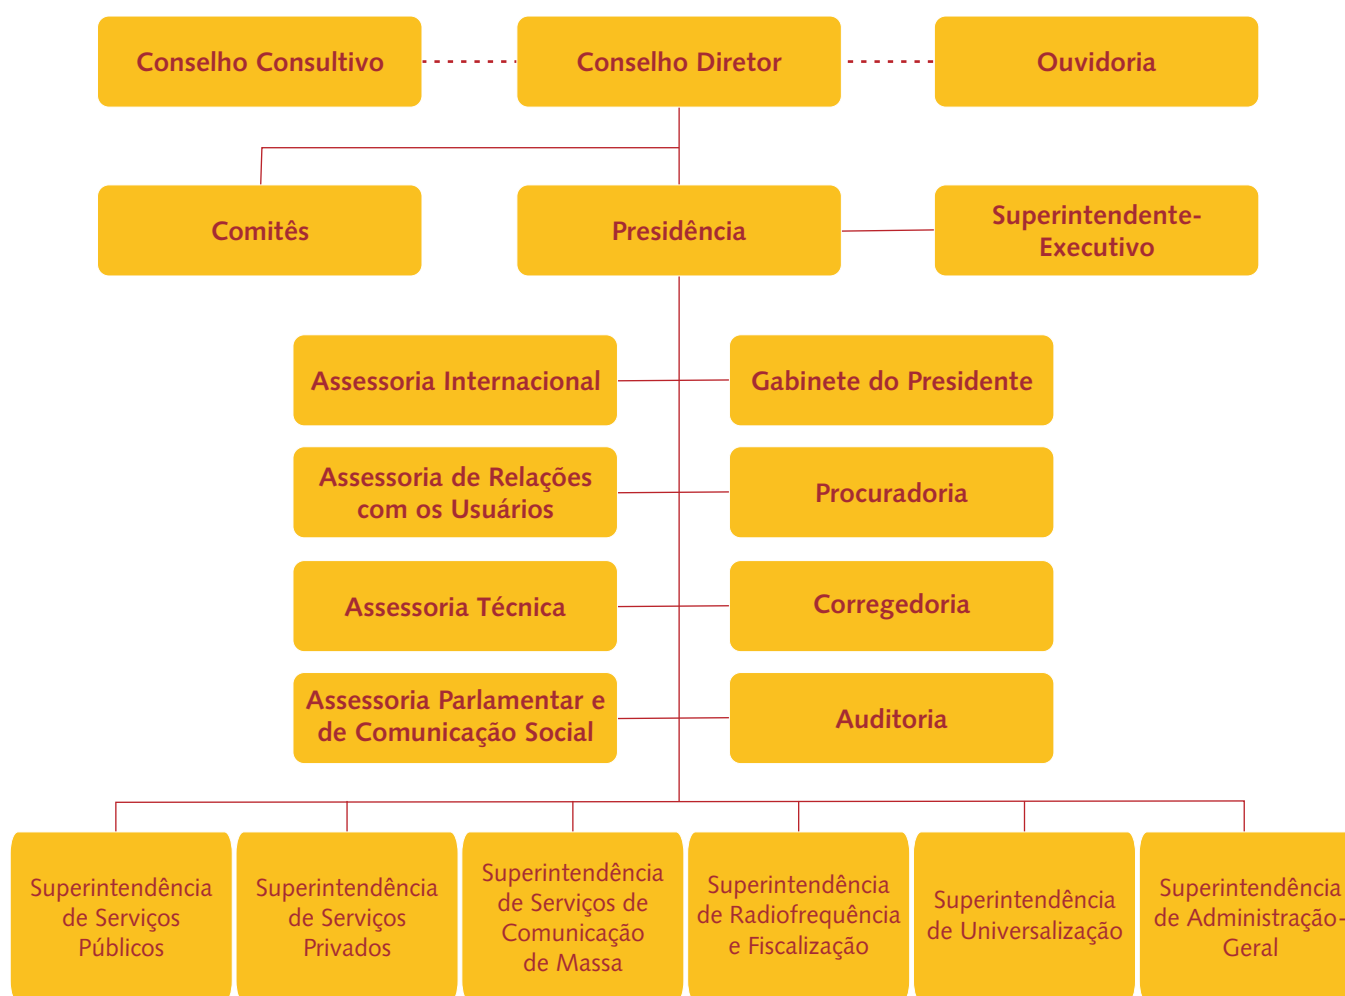 Conselho Consultivo
Conselho Diretor
Ouvidoria
Comitês
Presidência
Superintendente-
Executivo
Assessoria Internacional
Gabinete do Presidente
Assessoria de Relações
com os Usuários
Procuradoria
Assessoria Técnica
Corregedoria
Assessoria Parlamentar e
de Comunicação Social
Auditoria
Superintendência
de Serviços
Públicos
Superintendência
de Serviços
Privados
Superintendência
de Serviços de
Comunicação
de Massa
Superintendência
de Radiofrequência
e Fiscalização
Superintendência
de Universalização
Superintendência
de Administração-
Geral